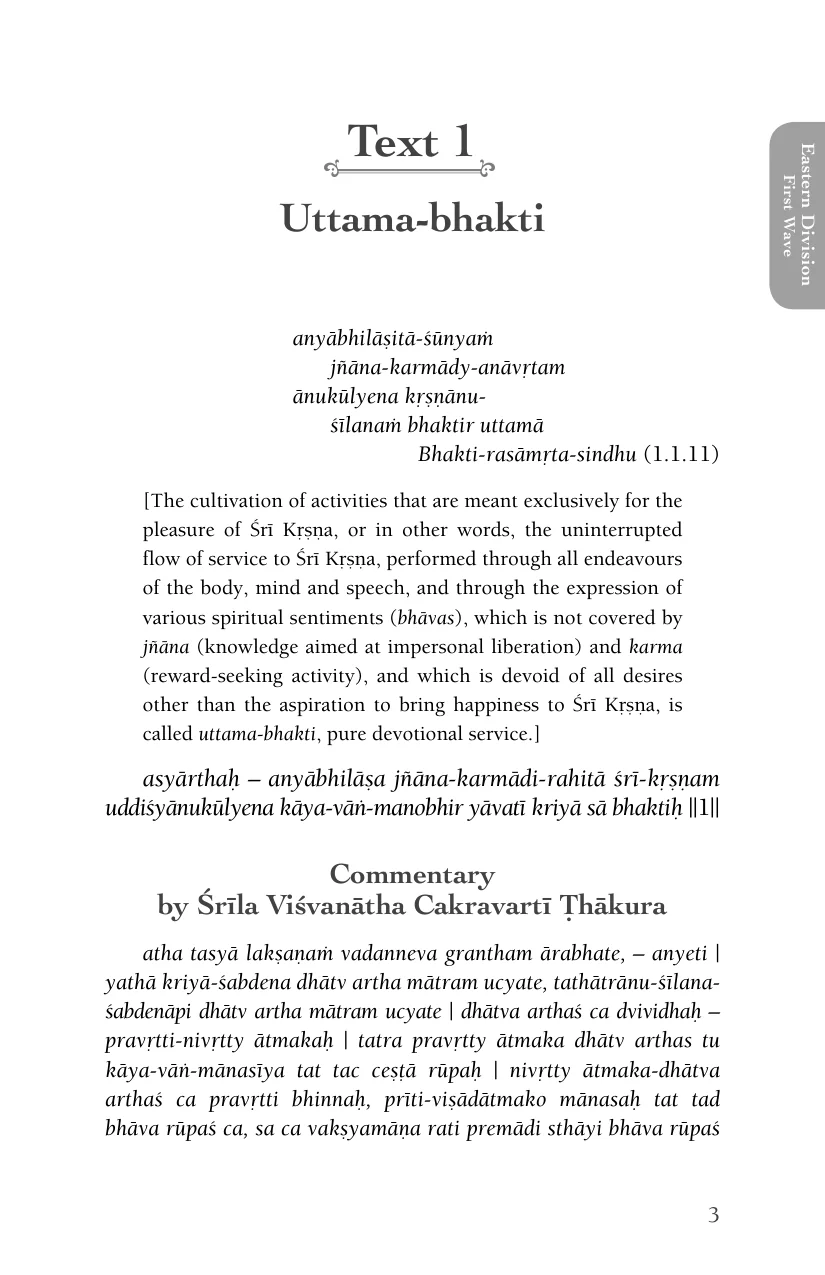 Text 1
Uttama-bhakti
Eastern Division
First Wave
anyābhilāṣitā-śūnyaṁ
jñāna-karmādy-anāvṛtam
ānukūlyena kṛṣṇānu-
śīlanaṁ bhaktir uttamā
Bhakti-rasāmṛta-sindhu (1.1.11)
[The cultivation of activities that are meant exclusively for the
pleasure of Śrī Kṛṣṇa, or in other words, the uninterrupted
flow of service to Śrī Kṛṣṇa, performed through all endeavours
of the body, mind and speech, and through the expression of
various spiritual sentiments (bhāvas), which is not covered by
jñāna (knowledge aimed at impersonal liberation) and karma
(reward-seeking activity), and which is devoid of all desires
other than the aspiration to bring happiness to Śrī Kṛṣṇa, is
called uttama-bhakti, pure devotional service.]
asyārthaḥ – anyābhilāṣa jñāna-karmādi-rahitā śrī-kṛṣṇam
uddiśyānukūlyena kāya-vāṅ-manobhir yāvatī kriyā sā bhaktiḥ ||1||
Commentary
by Śrīla Viśvanātha Cakravartī Ṭhākura
atha tasyā lakṣaṇaṁ vadanneva grantham ārabhate, – anyeti |
yathā kriyā-śabdena dhātv artha mātram ucyate, tathātrānu-śīlana-
śabdenāpi dhātv artha mātram ucyate | dhātva arthaś ca dvividhaḥ –
pravṛtti-nivṛtty ātmakaḥ | tatra pravṛtty ātmaka dhātv arthas tu
kāya-vāṅ-mānasīya tat tac ceṣṭā rūpaḥ | nivṛtty ātmaka-dhātva
arthaś ca pravṛtti bhinnaḥ, prīti-viṣādātmako mānasaḥ tat tad
bhāva rūpaś ca, sa ca vakṣyamāṇa rati premādi sthāyi bhāva rūpaś
3